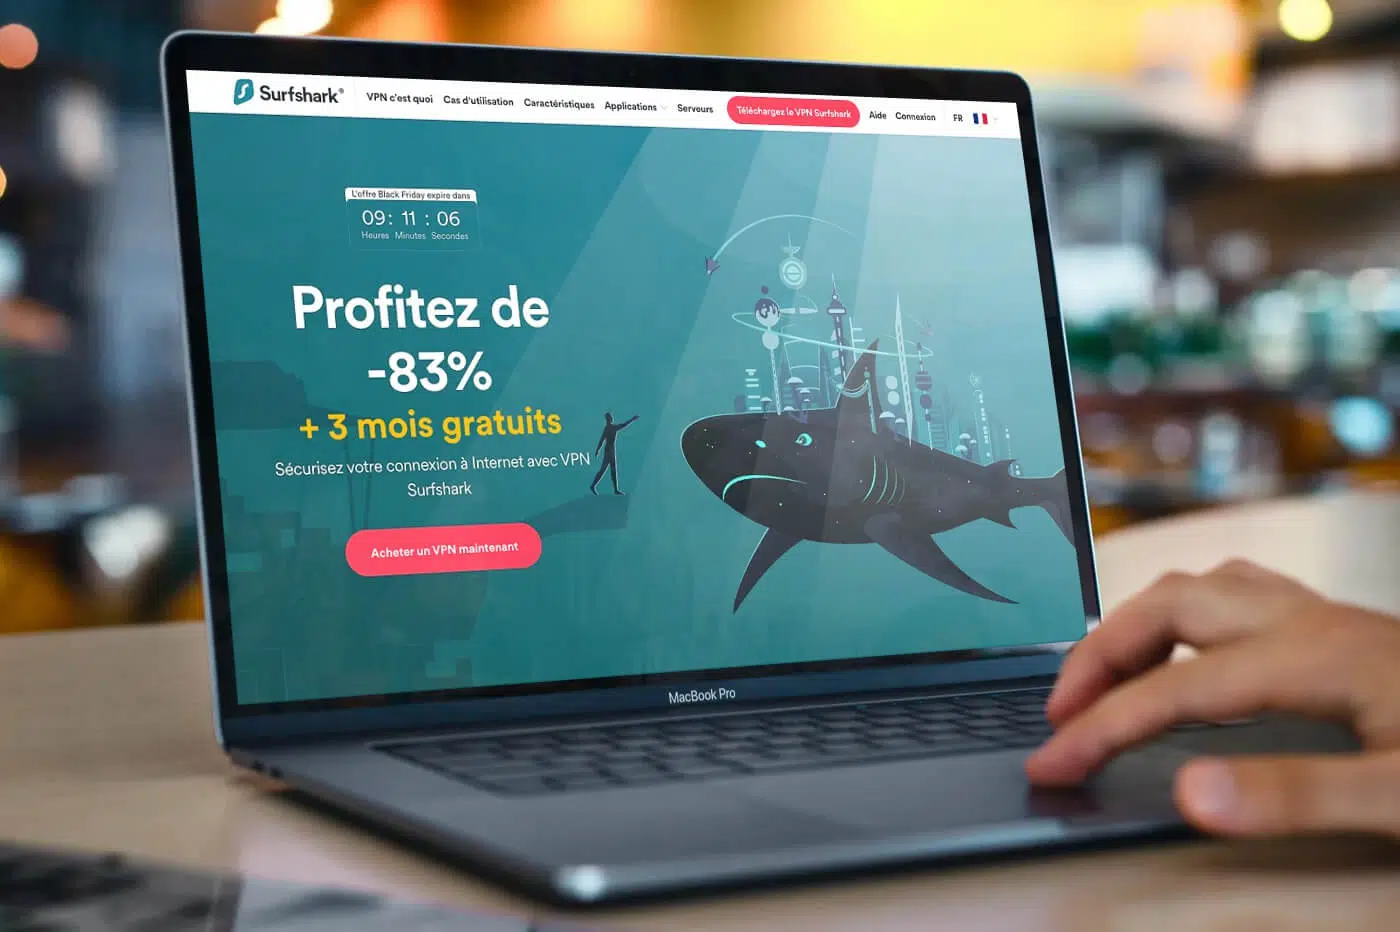 Surfshark®
VPN c'est quoi Cas d'utilisation Caractéristiques Applications Serveurs Téléchargez le VPN Surfshark Aide Connexion FR
L'offre Black Friday expire dans
09 : 11 : 06
Heures Minutes Secondes
Profitez de
-83%
+ 3 mois gratuits
Sécurisez votre connexion à Internet avec VPN
Surfshark
Acheter un VPN maintenant
MacBook Pro